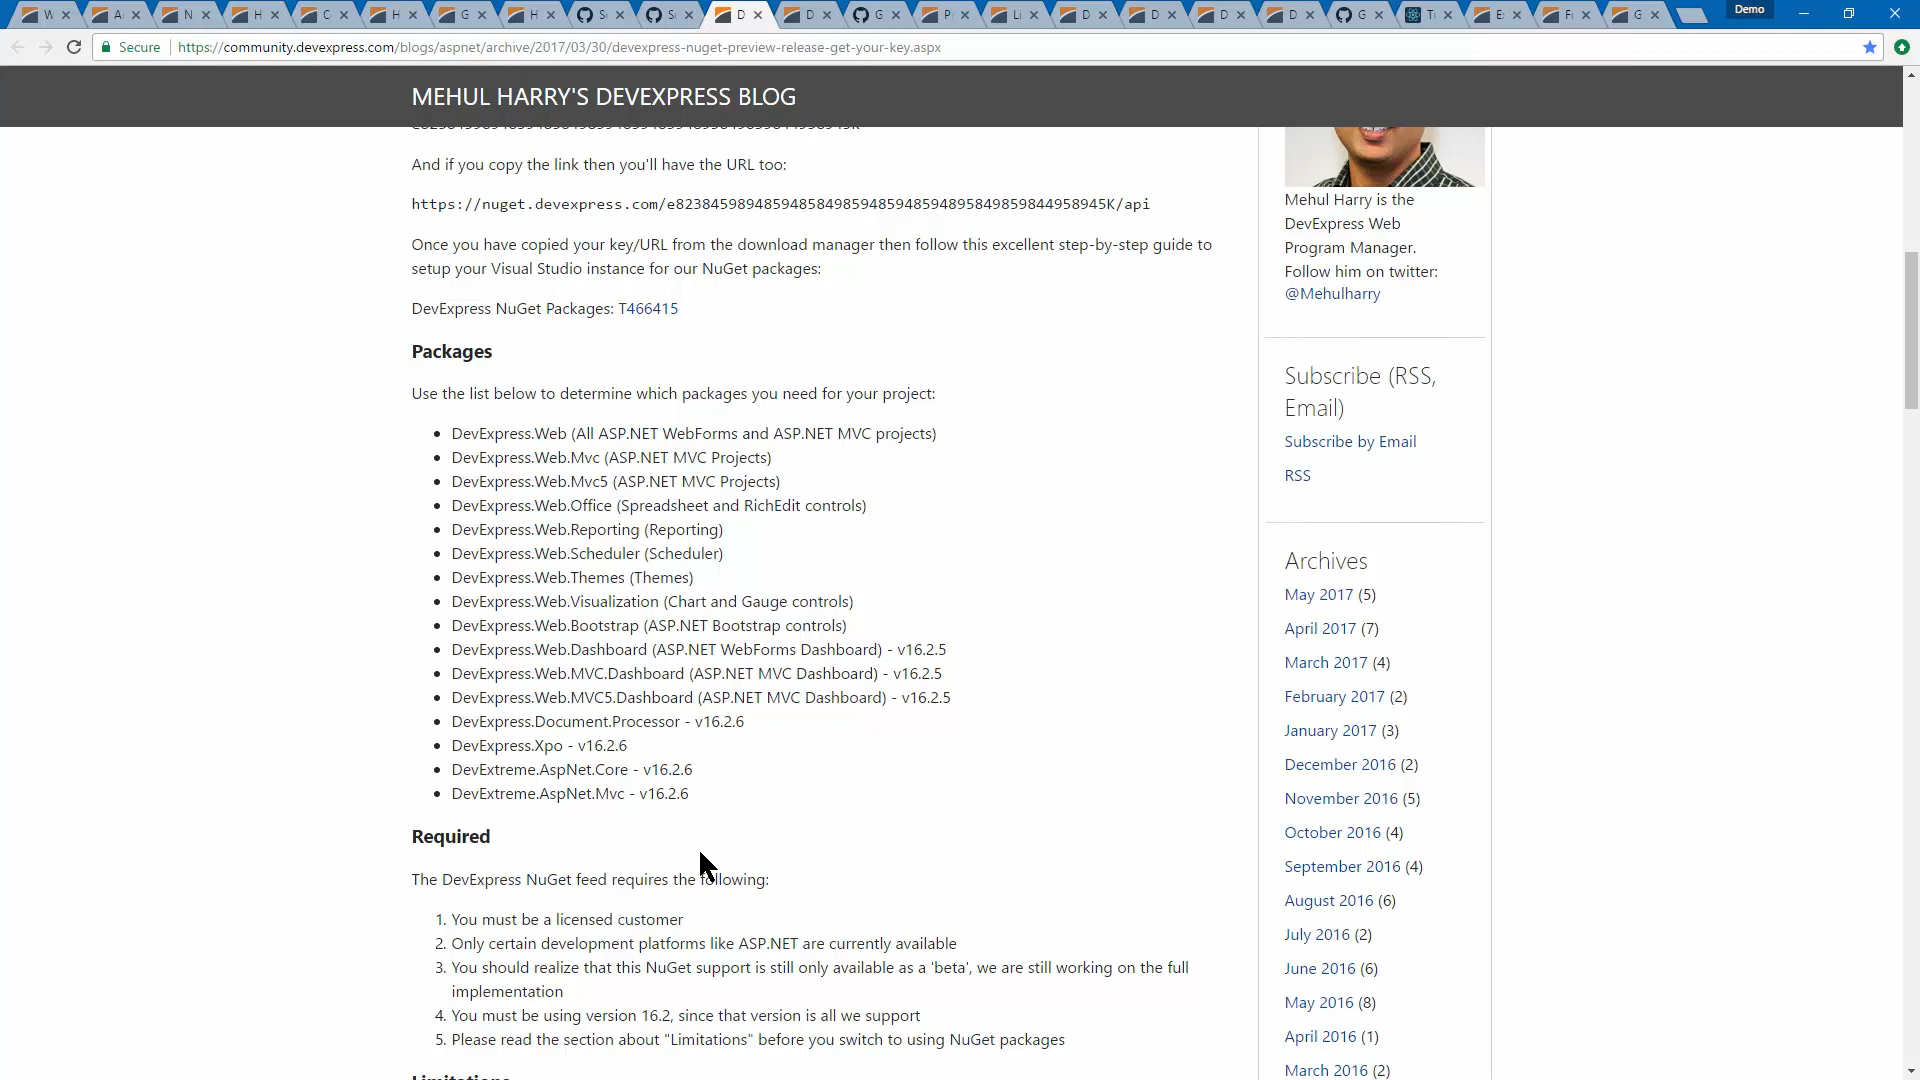 Demo
Secure
https://community.devexpress.com/blogs/aspnet/archive/2017/03/30/devexpress-nuget-preview-release-get-your-key.aspx
MEHUL HARRY'S DEVEXPRESS BLOG
And if you copy the link then you'll have the URL too:
https://nuget.devexpress.com/e8238459894859485849859485948594895849859844958945K/api
Once you have copied your key/URL from the download manager then follow this excellent step-by-step guide to
setup your Visual Studio instance for our NuGet packages:
DevExpress NuGet Packages: T466415
Packages
Use the list below to determine which packages you need for your project:
DevExpress.Web (All ASP.NET WebForms and ASP.NET MVC projects)
DevExpress.Web.Mvc (ASP.NET MVC Projects)
DevExpress.Web.Mvc5 (ASP.NET MVC Projects)
DevExpress.Web.Office (Spreadsheet and RichEdit controls)
DevExpress.Web.Reporting (Reporting)
DevExpress.Web.Scheduler (Scheduler)
DevExpress.Web.Themes (Themes)
DevExpress.Web.Visualization (Chart and Gauge controls)
DevExpress.Web.Bootstrap (ASP.NET Bootstrap controls)
DevExpress.Web.Dashboard (ASP.NET WebForms Dashboard) - v16.2.5
DevExpress.Web.MVC.Dashboard (ASP.NET MVC Dashboard) - v16.2.5
DevExpress.Web.MVC5.Dashboard (ASP.NET MVC Dashboard) - v16.2.5
DevExpress.Document.Processor - v16.2.6
DevExpress.Xpo - v16.2.6
DevExtreme.AspNet.Core - v16.2.6
DevExtreme.AspNet.Mvc - v16.2.6
Required
The DevExpress NuGet feed requires the following:
1. You must be a licensed customer
2. Only certain development platforms like ASP.NET are currently available
3. You should realize that this NuGet support is still only available as a 'beta', we are still working on the full
implementation
4. You must be using version 16.2, since that version is all we support
5. Please read the section about "Limitations" before you switch to using NuGet packages
Limitations
Mehul Harry is the
DevExpress Web
Program Manager.
Follow him on twitter:
@Mehulharry
Subscribe (RSS,
Email)
Subscribe by Email
RSS
Archives
May 2017 (5)
April 2017 (7)
March 2017 (4)
February 2017 (2)
January 2017 (3)
December 2016 (2)
November 2016 (5)
October 2016 (4)
September 2016 (4)
August 2016 (6)
July 2016 (2)
June 2016 (6)
May 2016 (8)
April 2016 (1)
March 2016 (2)